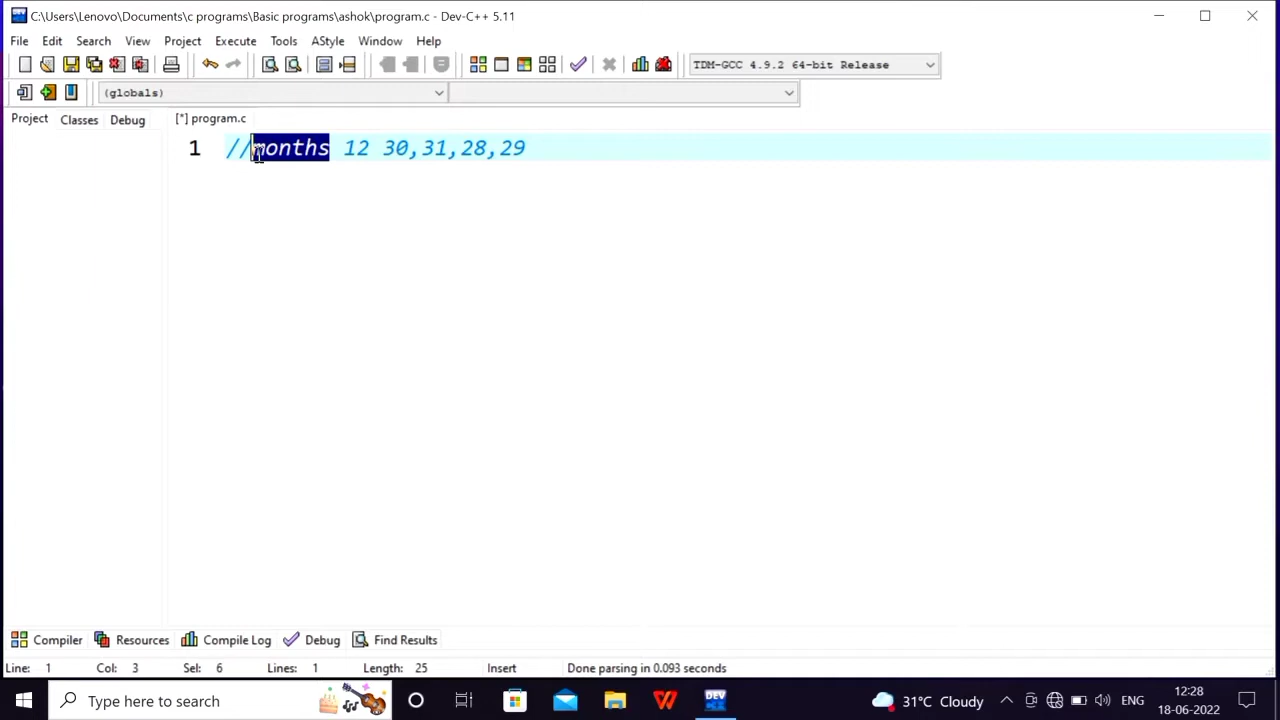 C:\Users\Lenovo\Documents\c programs\Basic programs\ashok\program.c - Dev-C++ 5.11
File Edit Search View Project Execute Tools AStyle Window Help
TDM-GCC 4.9.2 64-bit Release
(globals)
Project Classes Debug [*] program.c
1 //months 12 30,31,28,29
Compiler Resources Compile Log Debug Find Results
Line: 1 Col: 3 Sel: 6 Lines: 1 Length: 25 Insert Done parsing in 0.093 seconds
Type here to search DEV 31°C Cloudy ENG 12:28
18-06-2022